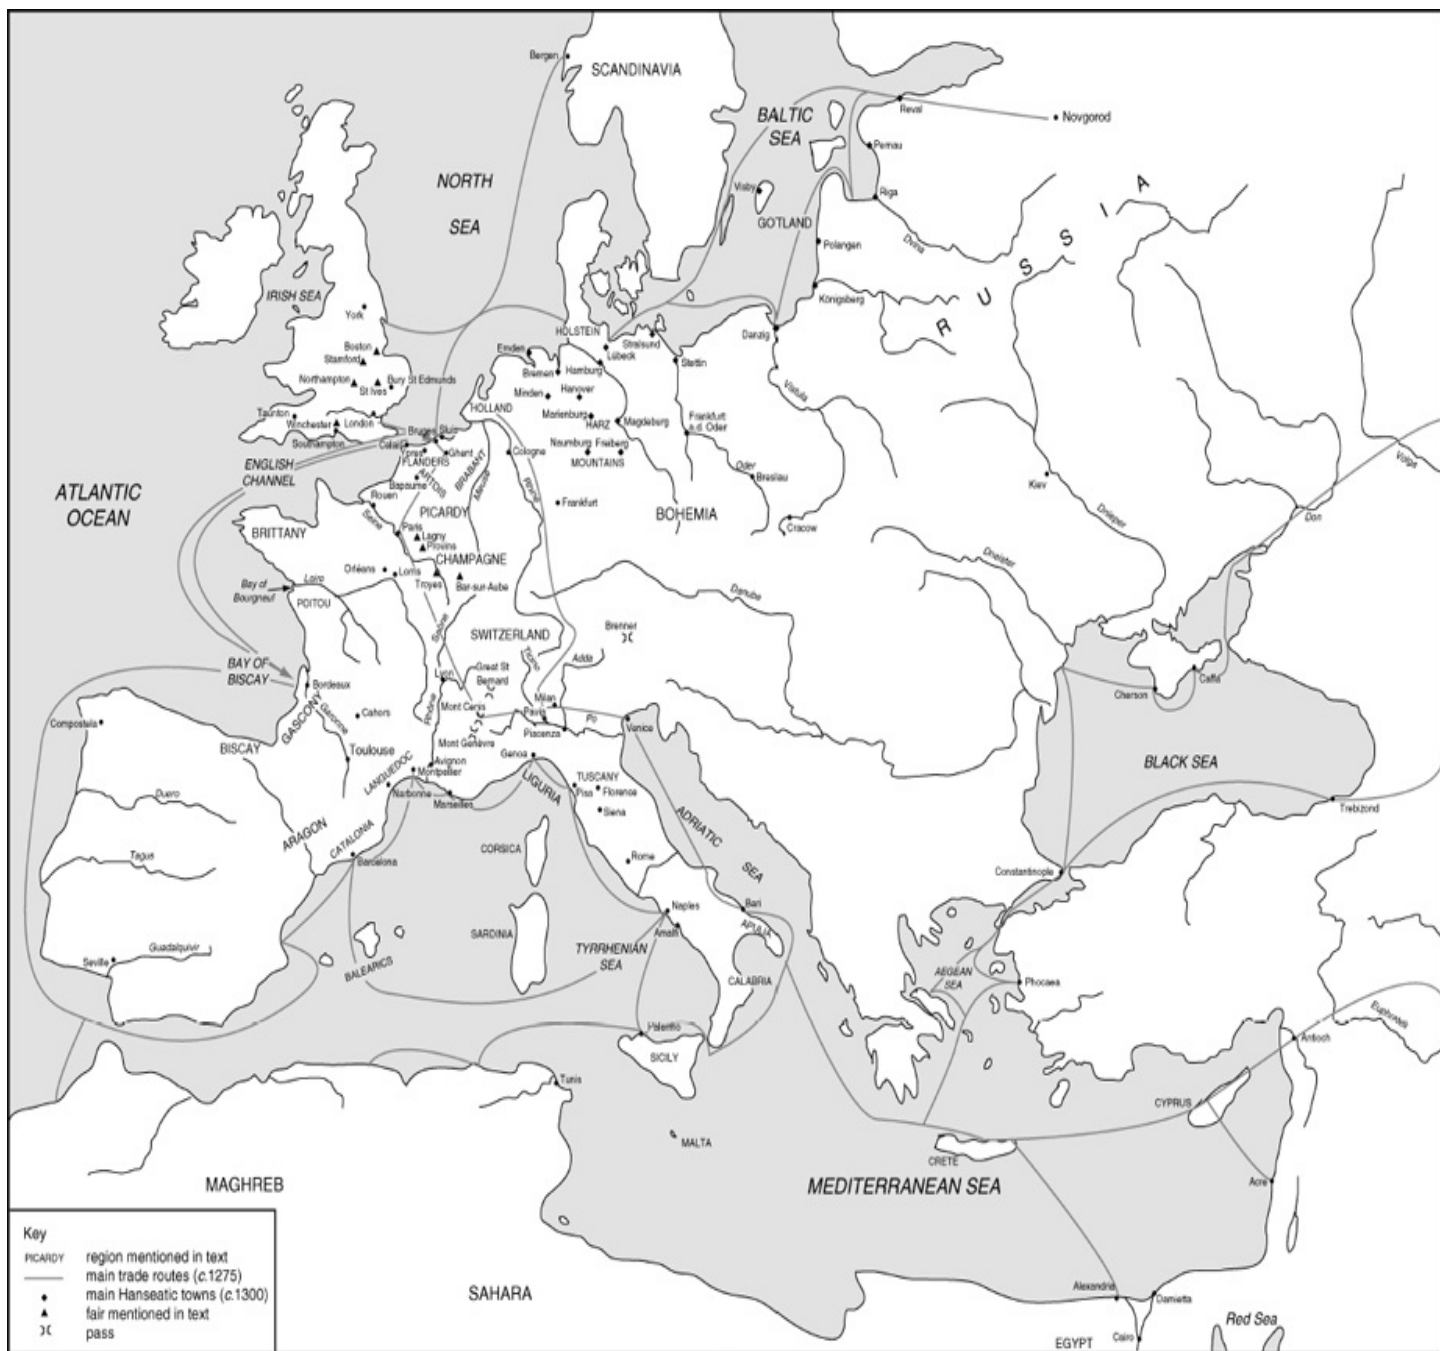 Bergen
SCANDINAVIA
BALTIC
SEA
Reval
Novgorod
Pernau
NORTH
SEA
Visby
Riga
GOTLAND
Dvina
RUSSIA
Polangen
Königsberg
IRISH SEA
York
HOLSTEIN
Danzig
Boston
Stamford
Emden
Stralsund
Lübeck
Stettin
Northampton
St Ives
Bury St Edmunds
Bremen
Hamburg
Minden
Hanover
Vistula
Taunton
Winchester
London
HOLLAND
Marienburg
HARZ
Magdeburg
Frankfurt
a.d. Oder
Southampton
Calais
Bruges
Sluis
Ypres
Ghent
FLANDERS
Cologne
Naumburg
Freiberg
MOUNTAINS
ENGLISH
CHANNEL
ARTOIS
BRABANT
Meuse
Rhine
Oder
Breslau
Kiev
Volga
Bapaume
ATLANTIC
OCEAN
Rouen
PICARDY
Frankfurt
BOHEMIA
Cracow
Dnieper
Don
BRITTANY
Seine
Paris
Lagny
Provins
CHAMPAGNE
Dneister
Orléans
Lorris
Troyes
Bar-sur-Aube
Bay of
Bourgneuf
Loire
POITOU
Danube
Saône
SWITZERLAND
Brenner
Ticino
Adda
BAY OF
BISCAY
Bordeaux
Lyon
Great St
Bernard
Milan
Cherson
Caffa
Compostela
GASCONY
Garonne
Cahors
Rhône
Mont Cenis
Pavia
Piacenza
Po
Venice
BISCAY
Toulouse
Mont Genèvre
Genoa
BLACK SEA
LANGUEDOC
Avignon
Montpellier
Narbonne
Marseilles
LIGURIA
TUSCANY
Pisa
Florence
Siena
ADRIATIC
SEA
Trebizond
Duero
ARAGON
CATALONIA
Barcelona
CORSICA
Rome
Tagus
Constantinople
Naples
Amalfi
Bari
APULIA
SARDINIA
Guadalquivir
Seville
BALEARICS
TYRRHENIAN
SEA
CALABRIA
AEGEAN
SEA
Phocaea
Euphrates
Palermo
SICILY
Antioch
Tunis
CYPRUS
MALTA
CRETE
Acre
MAGHREB
MEDITERRANEAN SEA
SAHARA
Alexandria
Damietta
EGYPT
Cairo
Red Sea
Key
PICARDY region mentioned in text
main trade routes (c.1275)
main Hanseatic towns (c.1300)
fair mentioned in text
pass